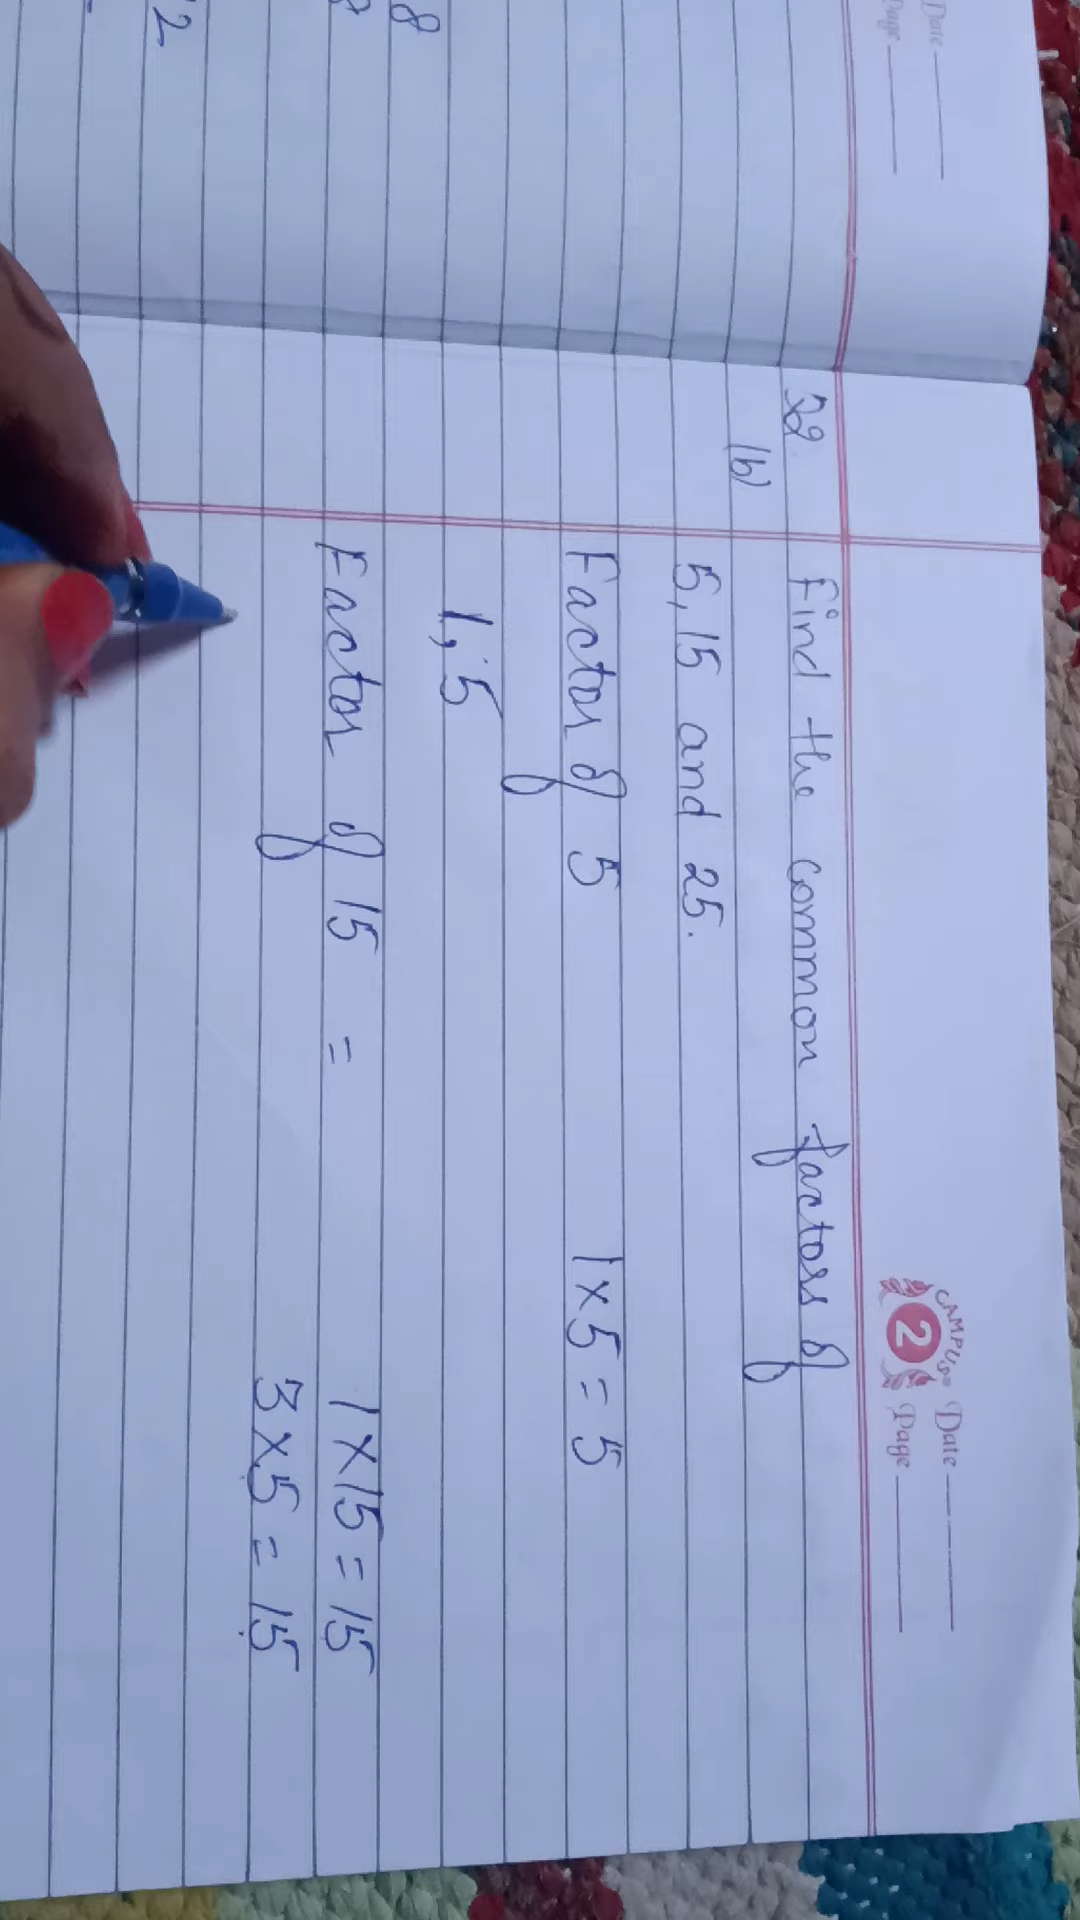 Date
Page
8
2
CAMPUS Date
2 Page
Find the common factors of
(b)
5, 15 and 25.
Factor of 5 1 × 5 = 5
1, 5
Factor of 15 = 1 × 15 = 15
3 × 5 = 15